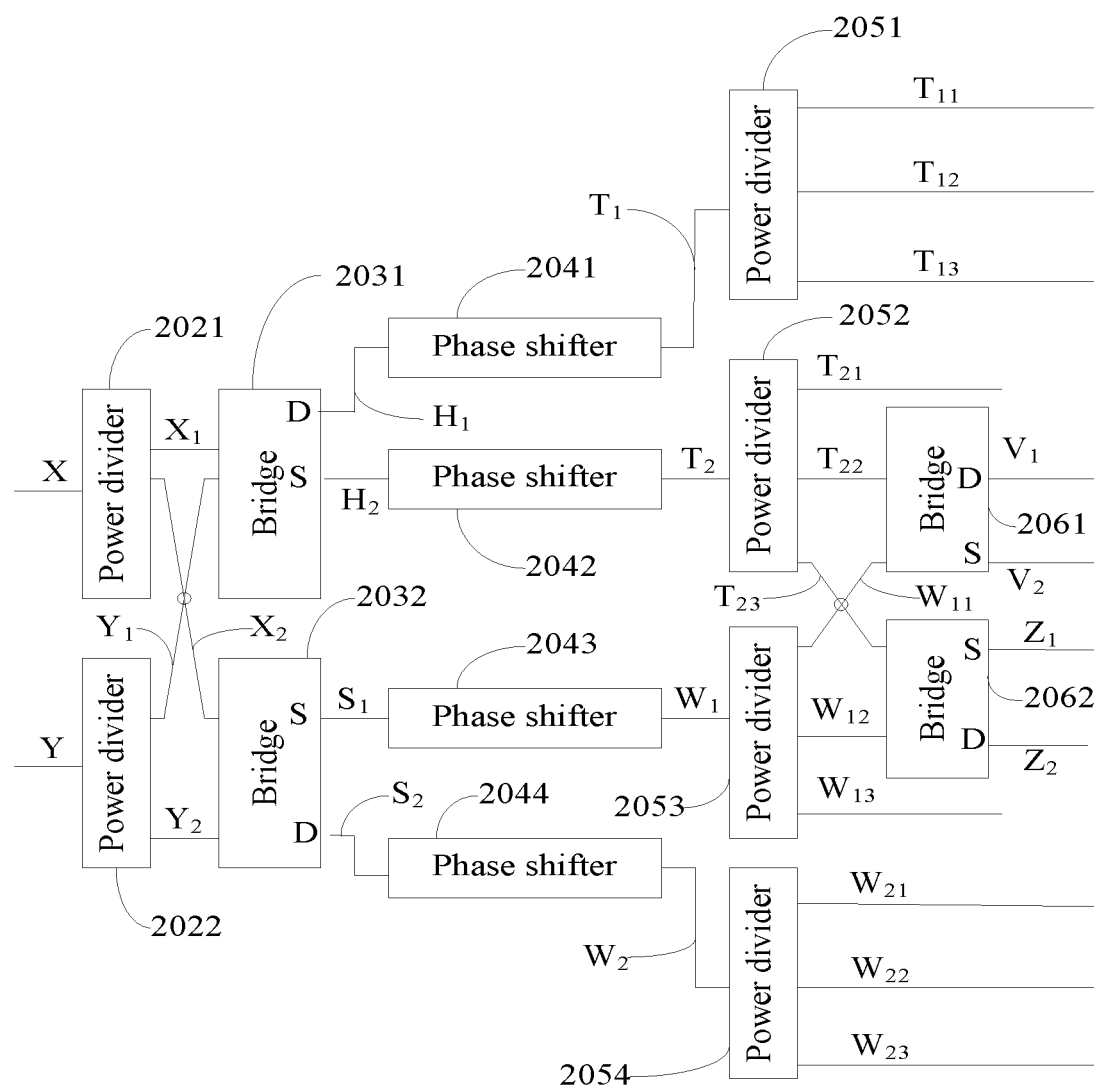 2051
T11
Power divider
T12
T1
T13
2041
2031
2052
2021
Phase shifter
T21
Power divider
D
H1
X1
Power divider
X
Bridge
S
Phase shifter
T2
T22
Bridge
D
V1
H2
2061
S
2042
T23
W11
V2
2032
Y1
X2
2043
Z1
S
Power divider
Bridge
S
S1
Phase shifter
W1
Power divider
W12
Bridge
2062
Y
D
Z2
S2
2044
2053
W13
Y2
D
Phase shifter
W21
2022
Power divider
W2
W22
W23
2054